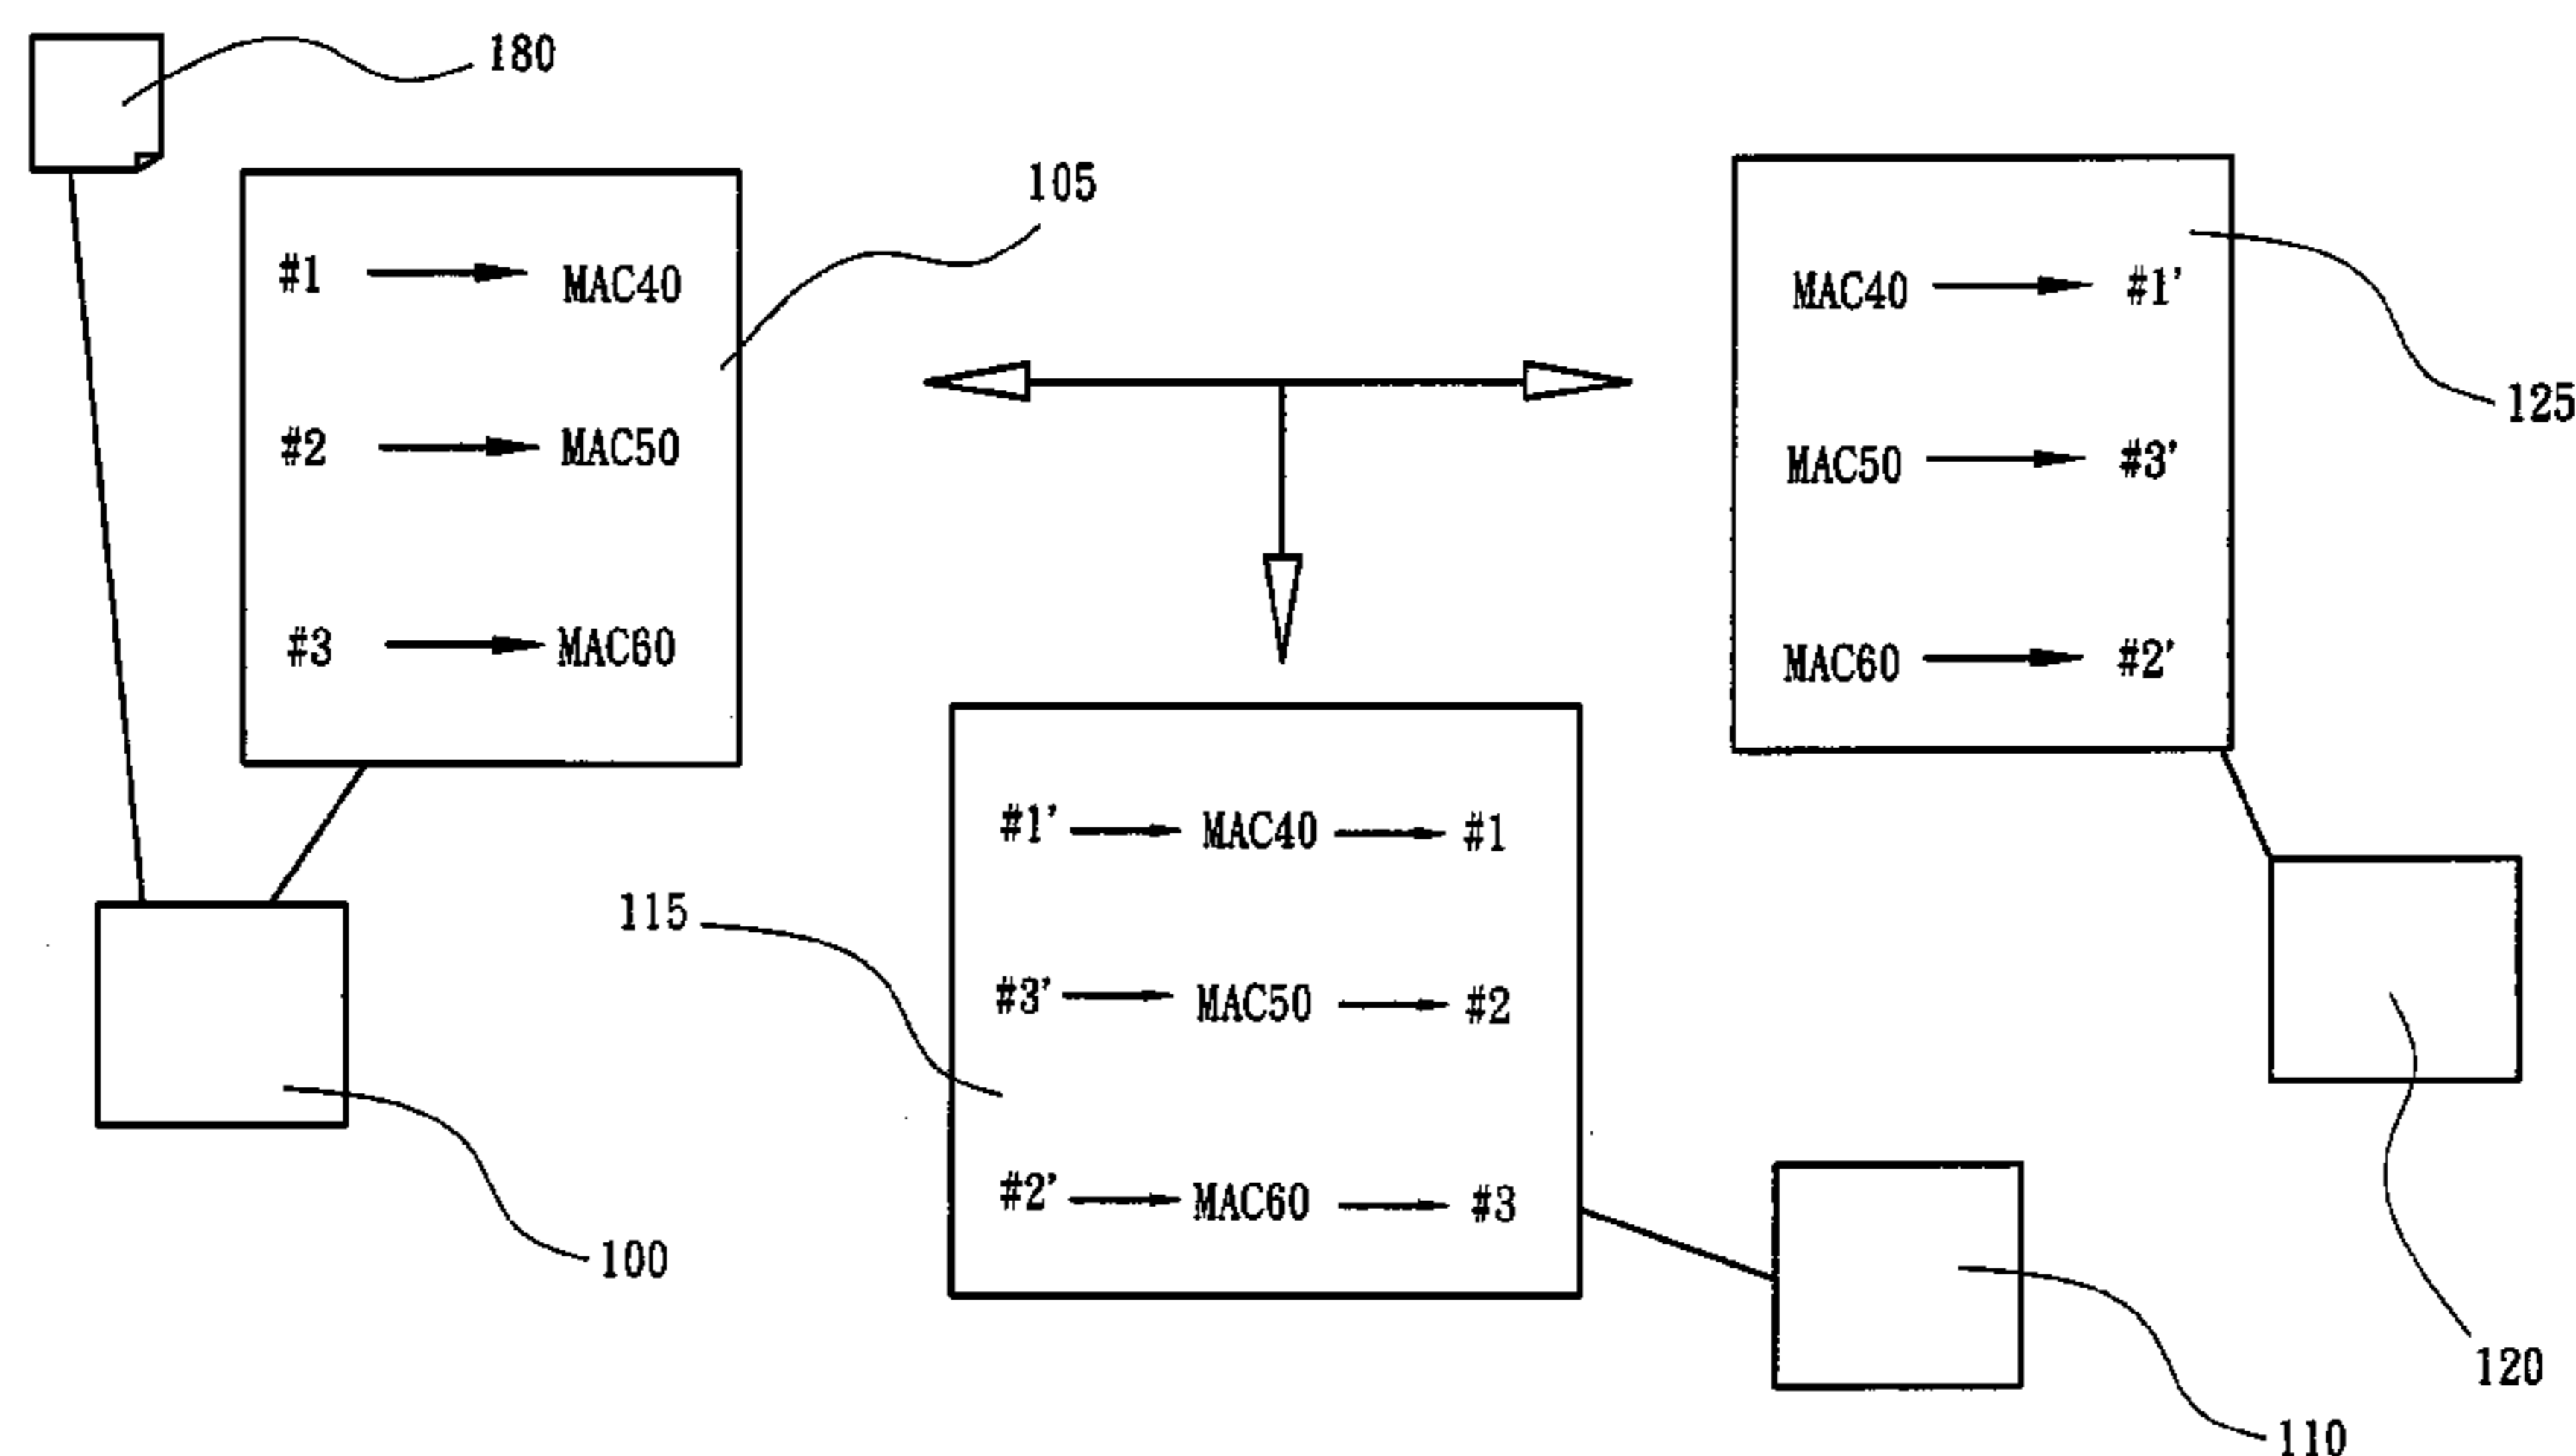 180
105
#1 MAC40
#2 MAC50
#3 MAC60
MAC40 #1'
125
MAC50 #3'
MAC60 #2'
#1' MAC40 #1
115
#3' MAC50 #2
#2' MAC60 #3
100
120
110